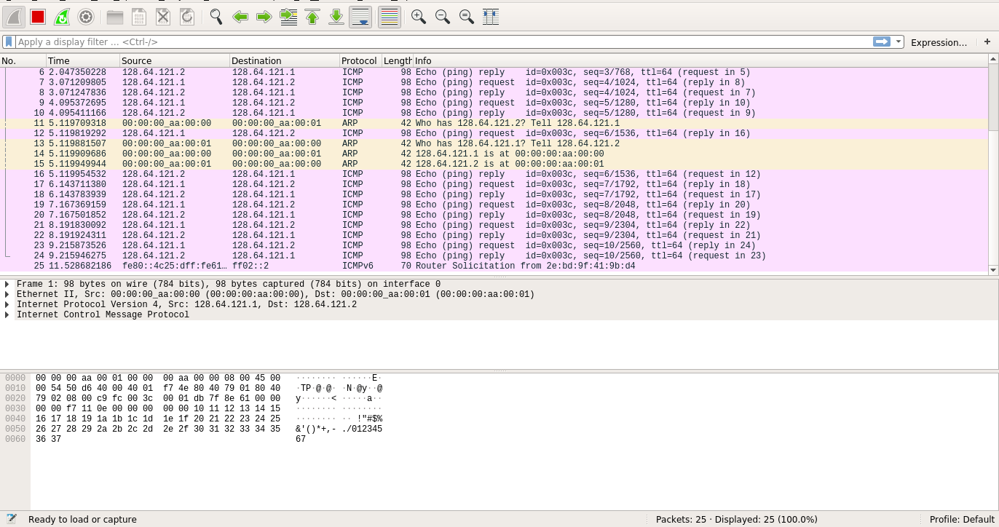 Apply a display filter … <Ctrl-/>
Expression…
+
No. Time Source Destination Protocol Length Info
6 2.047350228 128.64.121.2 128.64.121.1 ICMP 98 Echo (ping) reply id=0x003c, seq=3/768, ttl=64 (request in 5)
7 3.071209805 128.64.121.1 128.64.121.2 ICMP 98 Echo (ping) request id=0x003c, seq=4/1024, ttl=64 (reply in 8)
8 3.071247836 128.64.121.2 128.64.121.1 ICMP 98 Echo (ping) reply id=0x003c, seq=4/1024, ttl=64 (request in 7)
9 4.095372695 128.64.121.1 128.64.121.2 ICMP 98 Echo (ping) request id=0x003c, seq=5/1280, ttl=64 (reply in 10)
10 4.095411166 128.64.121.2 128.64.121.1 ICMP 98 Echo (ping) reply id=0x003c, seq=5/1280, ttl=64 (request in 9)
11 5.119709318 00:00:00_aa:00:00 00:00:00_aa:00:01 ARP 42 Who has 128.64.121.2? Tell 128.64.121.1
12 5.119819292 128.64.121.1 128.64.121.2 ICMP 98 Echo (ping) request id=0x003c, seq=6/1536, ttl=64 (reply in 16)
13 5.119881507 00:00:00_aa:00:01 00:00:00_aa:00:00 ARP 42 Who has 128.64.121.1? Tell 128.64.121.2
14 5.119909686 00:00:00_aa:00:00 00:00:00_aa:00:01 ARP 42 128.64.121.1 is at 00:00:00:aa:00:00
15 5.119949944 00:00:00_aa:00:01 00:00:00_aa:00:00 ARP 42 128.64.121.2 is at 00:00:00:aa:00:01
16 5.119954532 128.64.121.2 128.64.121.1 ICMP 98 Echo (ping) reply id=0x003c, seq=6/1536, ttl=64 (request in 12)
17 6.143711380 128.64.121.1 128.64.121.2 ICMP 98 Echo (ping) request id=0x003c, seq=7/1792, ttl=64 (reply in 18)
18 6.143783939 128.64.121.2 128.64.121.1 ICMP 98 Echo (ping) reply id=0x003c, seq=7/1792, ttl=64 (request in 17)
19 7.167369159 128.64.121.1 128.64.121.2 ICMP 98 Echo (ping) request id=0x003c, seq=8/2048, ttl=64 (reply in 20)
20 7.167501852 128.64.121.2 128.64.121.1 ICMP 98 Echo (ping) reply id=0x003c, seq=8/2048, ttl=64 (request in 19)
21 8.191830092 128.64.121.1 128.64.121.2 ICMP 98 Echo (ping) request id=0x003c, seq=9/2304, ttl=64 (reply in 22)
22 8.191924311 128.64.121.2 128.64.121.1 ICMP 98 Echo (ping) reply id=0x003c, seq=9/2304, ttl=64 (request in 21)
23 9.215873526 128.64.121.1 128.64.121.2 ICMP 98 Echo (ping) request id=0x003c, seq=10/2560, ttl=64 (reply in 24)
24 9.215946275 128.64.121.2 128.64.121.1 ICMP 98 Echo (ping) reply id=0x003c, seq=10/2560, ttl=64 (request in 23)
25 11.528682186 fe80::4c25:dff:fe61… ff02::2 ICMPv6 70 Router Solicitation from 2e:bd:9f:41:9b:d4
Frame 1: 98 bytes on wire (784 bits), 98 bytes captured (784 bits) on interface 0
Ethernet II, Src: 00:00:00_aa:00:00 (00:00:00:aa:00:00), Dst: 00:00:00_aa:00:01 (00:00:00:aa:00:01)
Internet Protocol Version 4, Src: 128.64.121.1, Dst: 128.64.121.2
Internet Control Message Protocol
0000 00 00 00 aa 00 01 00 00 00 aa 00 00 08 00 45 00 ········ ······E·
0010 00 54 50 d6 40 00 40 01 f7 4e 80 40 79 01 80 40 ·TP·@·@· ·N·@y··@
0020 79 02 08 00 c9 fc 00 3c 00 01 db 7f 8e 61 00 00 y······< ·····a··
0030 00 00 f7 11 0e 00 00 00 00 00 10 11 12 13 14 15 ········ ········
0040 16 17 18 19 1a 1b 1c 1d 1e 1f 20 21 22 23 24 25 ········ ·· !"#$%
0050 26 27 28 29 2a 2b 2c 2d 2e 2f 30 31 32 33 34 35 &'()*+,- ./012345
0060 36 37 67
Ready to load or capture
Packets: 25 · Displayed: 25 (100.0%)
Profile: Default